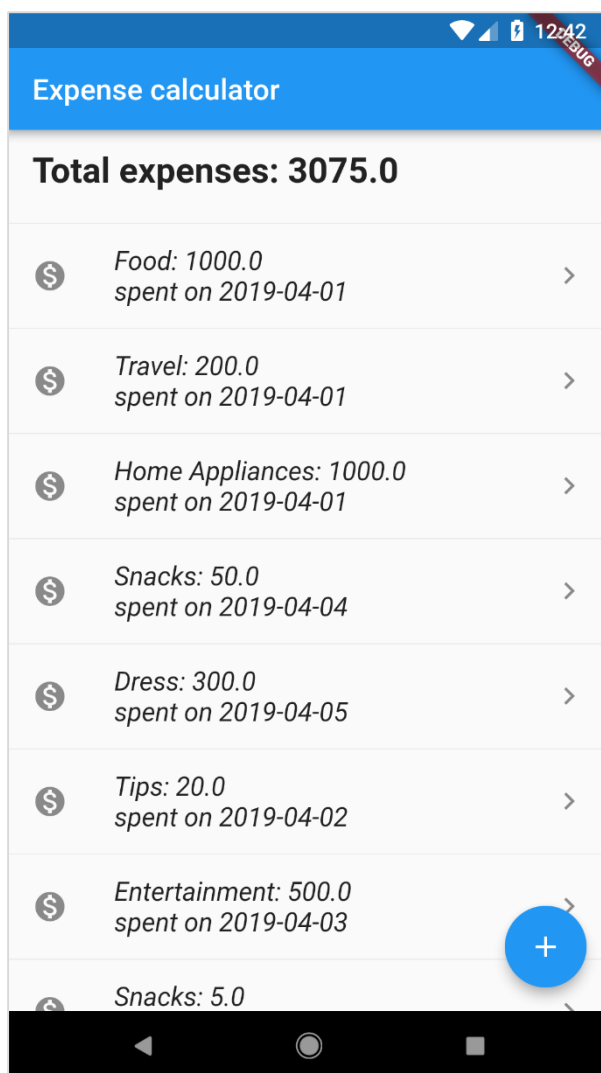 12:42
DEBUG
Expense calculator
Total expenses: 3075.0
Food: 1000.0
spent on 2019-04-01
Travel: 200.0
spent on 2019-04-01
Home Appliances: 1000.0
spent on 2019-04-01
Snacks: 50.0
spent on 2019-04-04
Dress: 300.0
spent on 2019-04-05
Tips: 20.0
spent on 2019-04-02
Entertainment: 500.0
spent on 2019-04-03
Snacks: 5.0